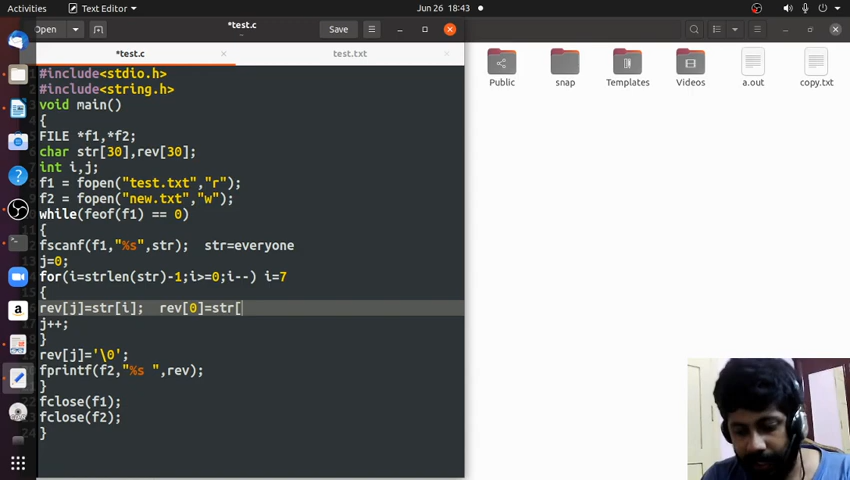 Activities
Text Editor
Jun 26 18:43
Open
*test.c
Save
*test.c
test.txt
#include<stdio.h>
#include<string.h>
void main()
{
FILE *f1,*f2;
char str[30],rev[30];
int i,j;
f1 = fopen("test.txt","r");
f2 = fopen("new.txt","w");
while(feof(f1) == 0)
{
fscanf(f1,"%s",str);  str=everyone
j=0;
for(i=strlen(str)-1;i>=0;i--) i=7
{
rev[j]=str[i];  rev[0]=str[
j++;
}
rev[j]='\0';
fprintf(f2,"%s ",rev);
}
fclose(f1);
fclose(f2);
}
Public
snap
Templates
Videos
a.out
copy.txt